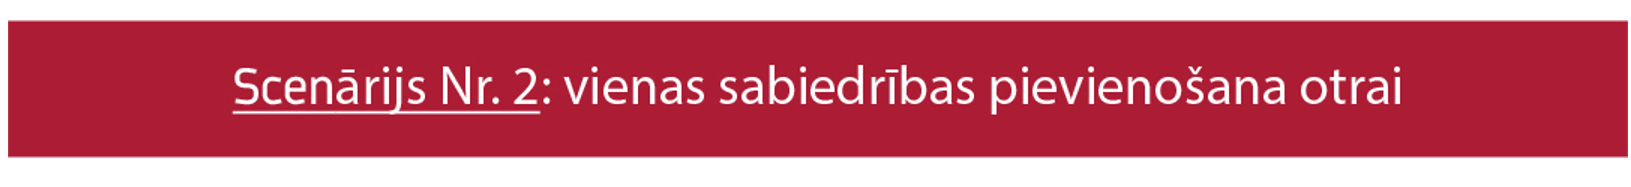 Scenārijs Nr. 2: vienas sabiedrības pievienošana otrai